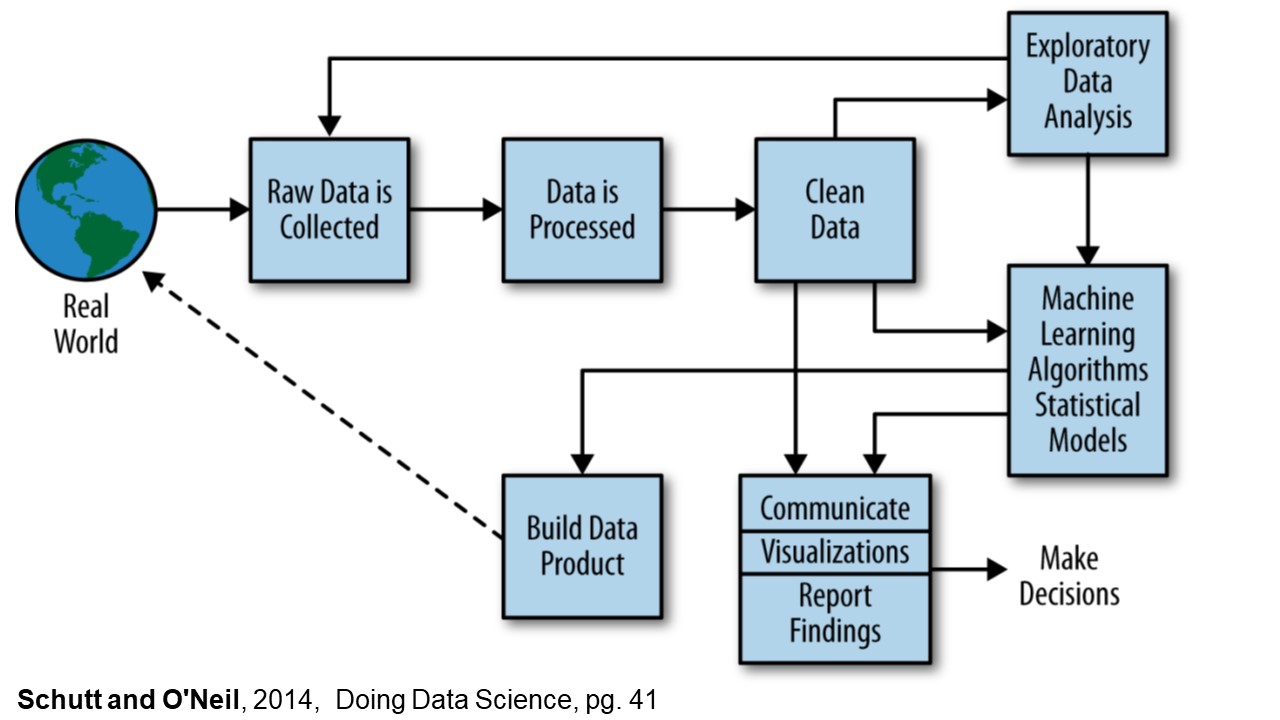 Exploratory
Data
Analysis
Raw Data is
Collected
Data is
Processed
Clean
Data
Real
World
Machine
Learning
Algorithms
Statistical
Models
Build Data
Product
Communicate
Visualizations
Report
Findings
Make
Decisions
Schutt and O'Neil, 2014,  Doing Data Science, pg. 41